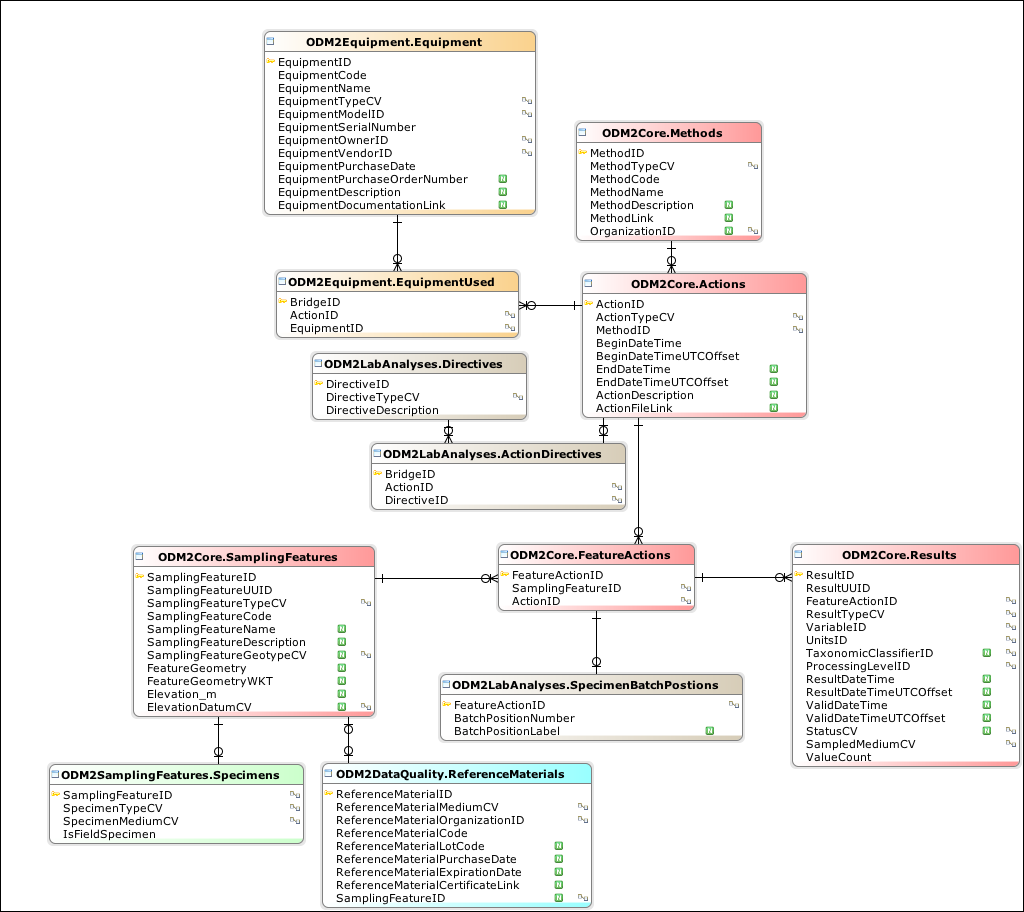 ODM2Equipment.Equipment
EquipmentID
EquipmentCode
EquipmentName
EquipmentTypeCV
EquipmentModelID
EquipmentSerialNumber
EquipmentOwnerID
EquipmentVendorID
EquipmentPurchaseDate
EquipmentPurchaseOrderNumber N
EquipmentDescription N
EquipmentDocumentationLink N
ODM2Core.Methods
MethodID
MethodTypeCV
MethodCode
MethodName
MethodDescription N
MethodLink N
OrganizationID N
ODM2Equipment.EquipmentUsed
BridgeID
ActionID
EquipmentID
ODM2Core.Actions
ActionID
ActionTypeCV
MethodID
BeginDateTime
BeginDateTimeUTCOffset
EndDateTime N
EndDateTimeUTCOffset N
ActionDescription N
ActionFileLink N
ODM2LabAnalyses.Directives
DirectiveID
DirectiveTypeCV
DirectiveDescription
ODM2LabAnalyses.ActionDirectives
BridgeID
ActionID
DirectiveID
ODM2Core.SamplingFeatures
SamplingFeatureID
SamplingFeatureUUID
SamplingFeatureTypeCV
SamplingFeatureCode
SamplingFeatureName N
SamplingFeatureDescription N
SamplingFeatureGeotypeCV N
FeatureGeometry N
FeatureGeometryWKT N
Elevation_m N
ElevationDatumCV N
ODM2Core.FeatureActions
FeatureActionID
SamplingFeatureID
ActionID
ODM2Core.Results
ResultID
ResultUUID
FeatureActionID
ResultTypeCV
VariableID
UnitsID
TaxonomicClassifierID N
ProcessingLevelID
ResultDateTime N
ResultDateTimeUTCOffset N
ValidDateTime N
ValidDateTimeUTCOffset N
StatusCV N
SampledMediumCV
ValueCount
ODM2LabAnalyses.SpecimenBatchPostions
FeatureActionID
BatchPositionNumber
BatchPositionLabel N
ODM2SamplingFeatures.Specimens
SamplingFeatureID
SpecimenTypeCV
SpecimenMediumCV
IsFieldSpecimen
ODM2DataQuality.ReferenceMaterials
ReferenceMaterialID
ReferenceMaterialMediumCV
ReferenceMaterialOrganizationID
ReferenceMaterialCode
ReferenceMaterialLotCode N
ReferenceMaterialPurchaseDate N
ReferenceMaterialExpirationDate N
ReferenceMaterialCertificateLink N
SamplingFeatureID N